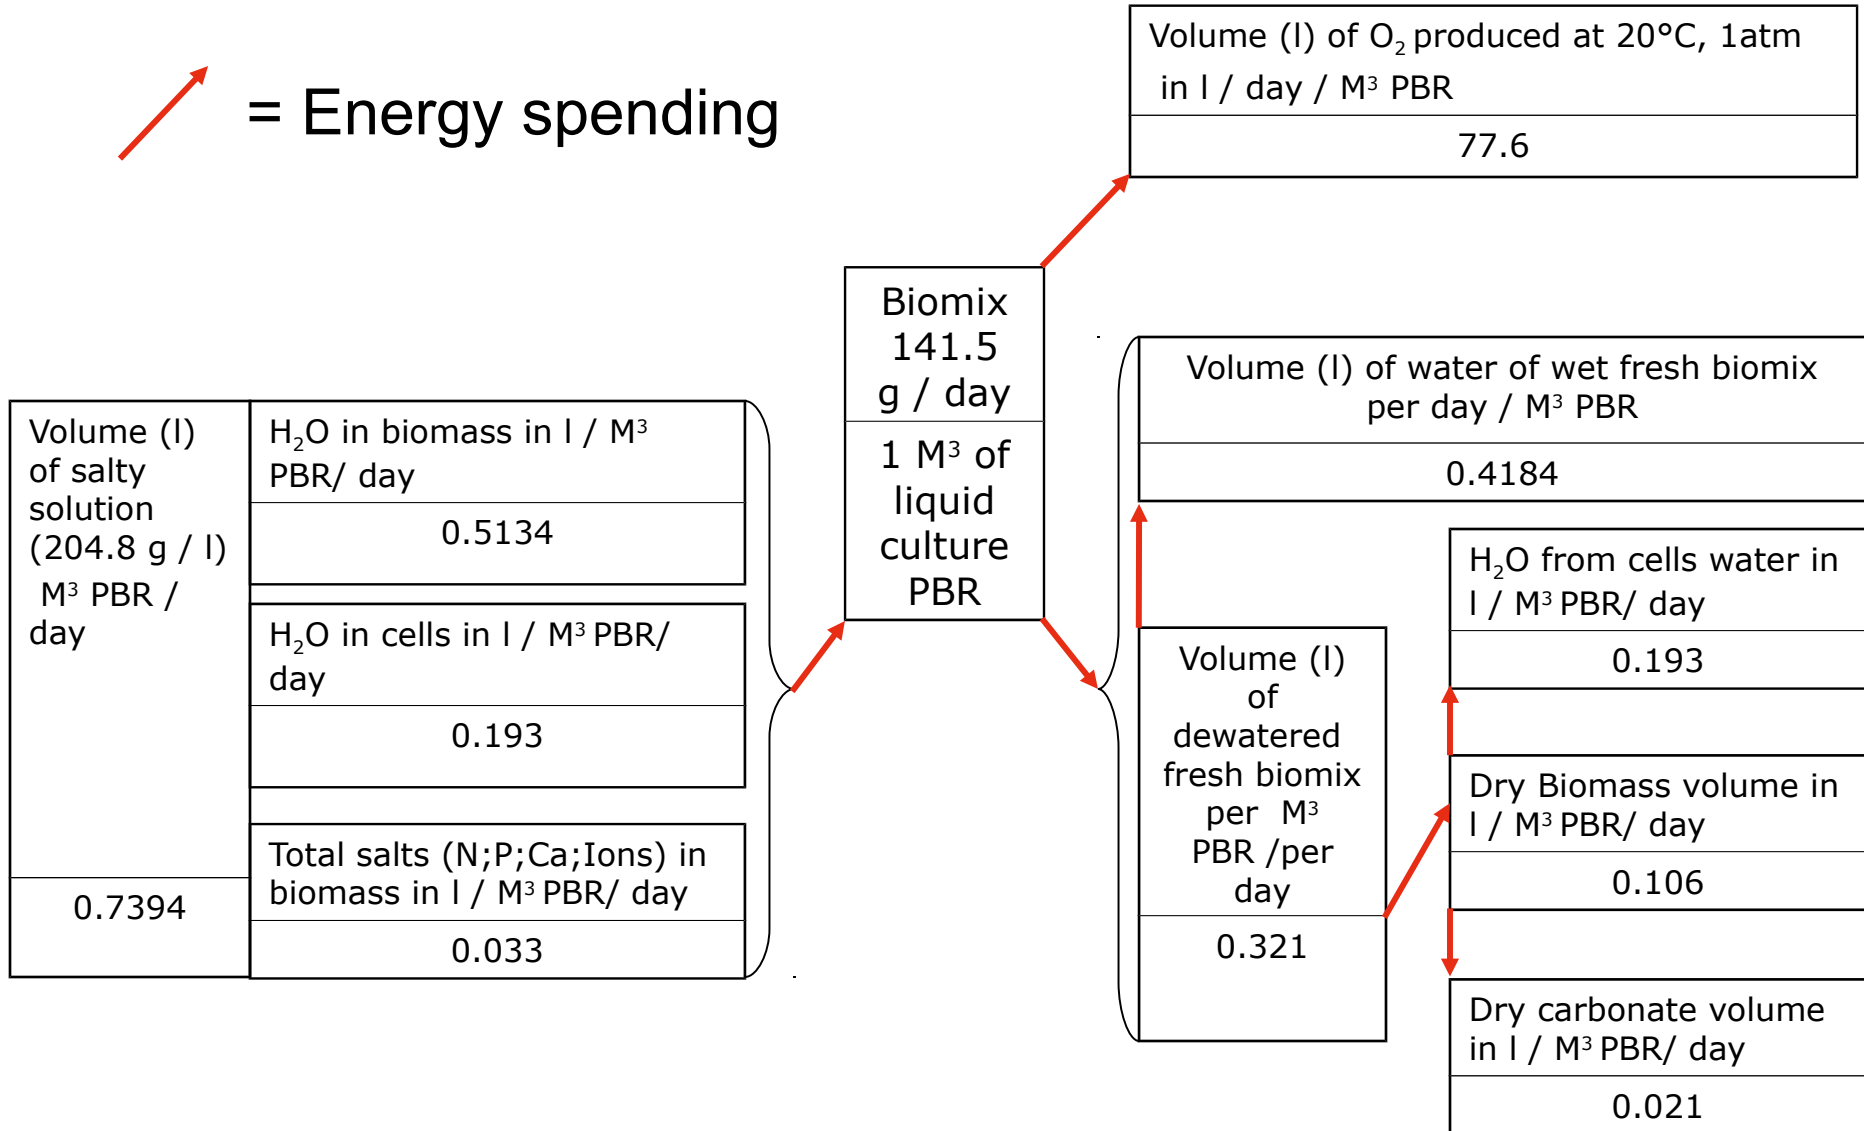 = Energy spending
Volume (l) of O₂ produced at 20°C, 1atm
in l / day / M³ PBR
77.6
Biomix
141.5
g / day
1 M³ of
liquid
culture
PBR
Volume (l)
of salty
solution
(204.8 g / l)
M³ PBR /
day
0.7394
H₂O in biomass in l / M³
PBR/ day
0.5134
H₂O in cells in l / M³ PBR/
day
0.193
Total salts (N;P;Ca;Ions) in
biomass in l / M³ PBR/ day
0.033
Volume (l) of water of wet fresh biomix
per day / M³ PBR
0.4184
Volume (l)
of
dewatered
fresh biomix
per M³
PBR /per
day
0.321
H₂O from cells water in
l / M³ PBR/ day
0.193
Dry Biomass volume in
l / M³ PBR/ day
0.106
Dry carbonate volume
in l / M³ PBR/ day
0.021